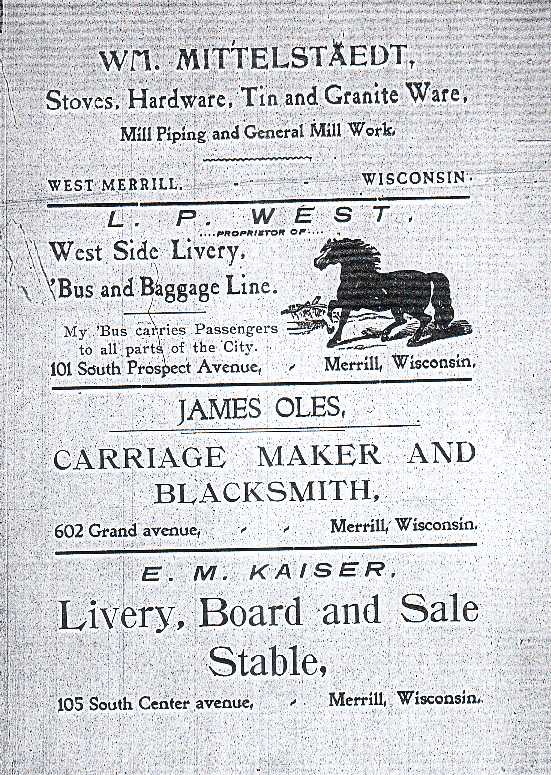 WM. MITTELSTAEDT,
Stoves, Hardware, Tin and Granite Ware,
Mill Piping and General Mill Work.
WEST MERRILL. - - WISCONSIN.
L. P. WEST,
....PROPRIETOR OF....
West Side Livery,
'Bus and Baggage Line.
My 'Bus carries Passengers
to all parts of the City.
101 South Prospect Avenue, - Merrill, Wisconsin.
JAMES OLES,
CARRIAGE MAKER AND
BLACKSMITH,
602 Grand avenue, - - Merrill, Wisconsin.
E. M. KAISER,
Livery, Board and Sale
Stable,
105 South Center avenue, - Merrill, Wisconsin.